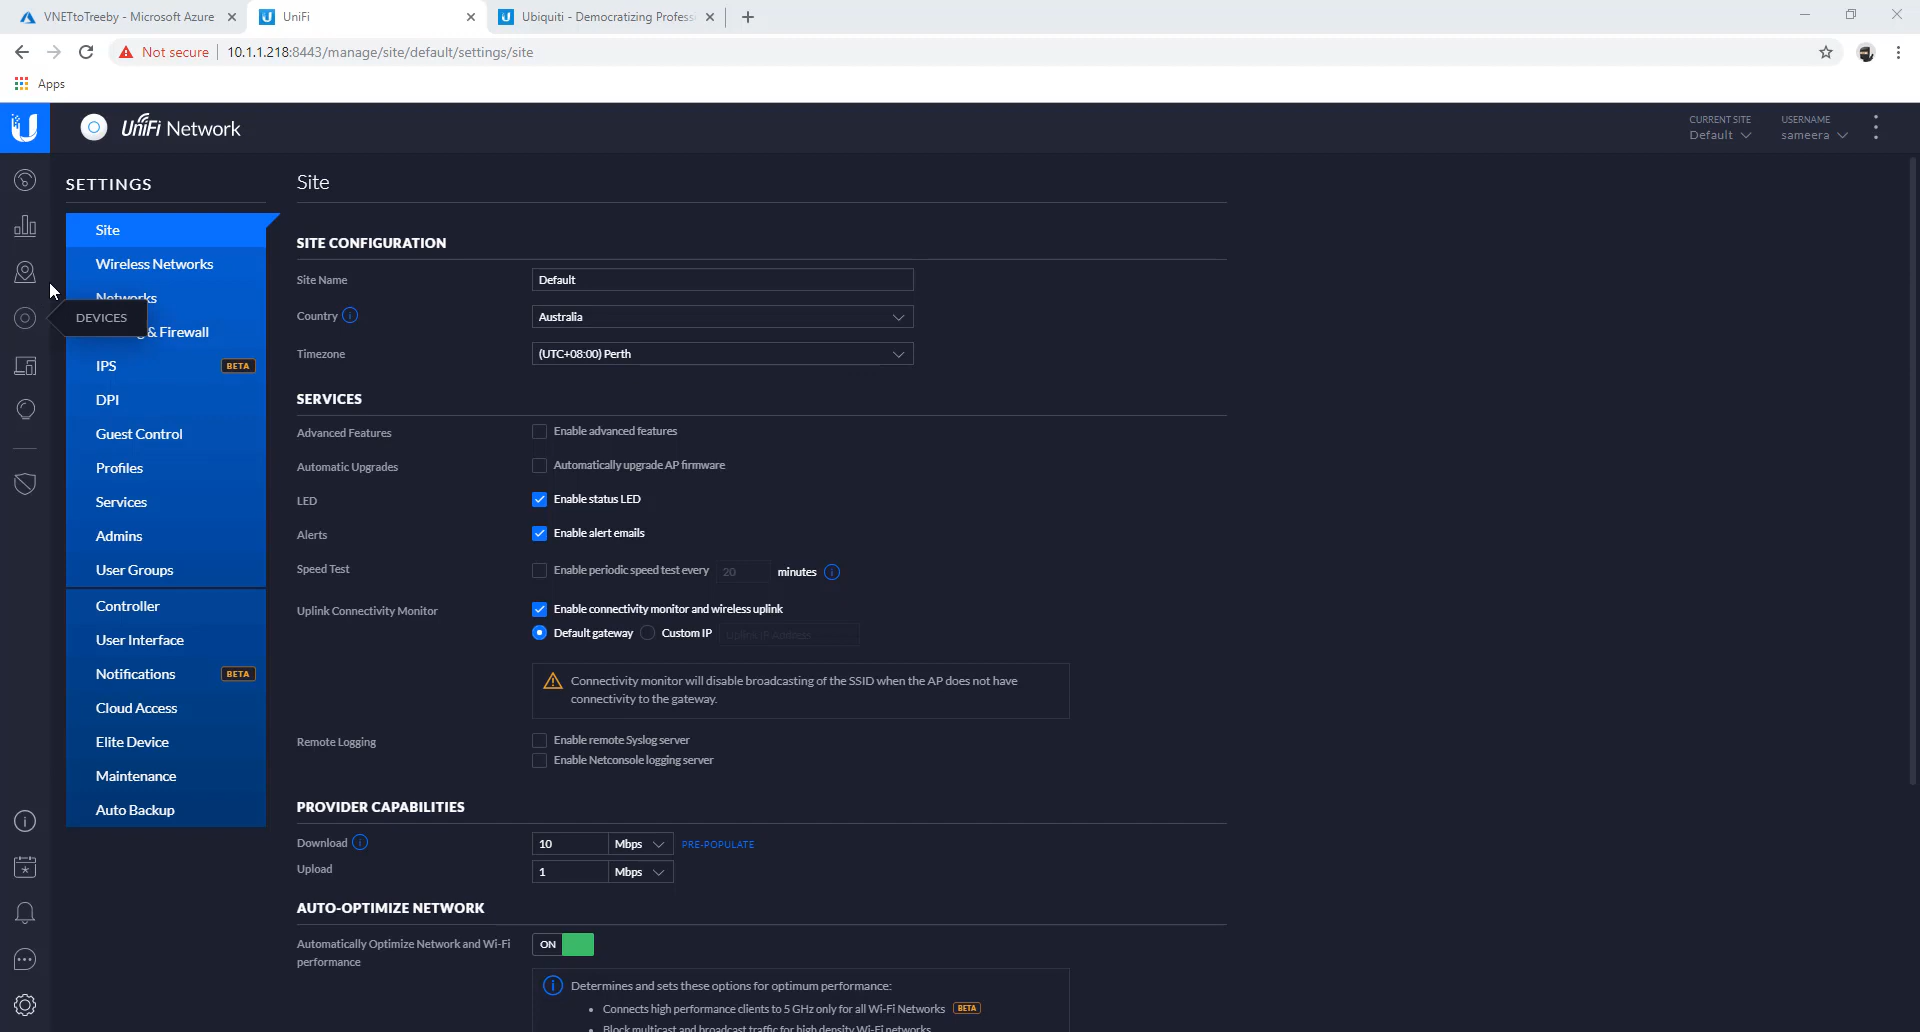 VNETtoTreeby - Microsoft Azure
UniFi
Ubiquiti - Democratizing Profess
Not secure
10.1.1.218:8443/manage/site/default/settings/site
Apps
UniFi Network
CURRENT SITE
Default
USERNAME
sameera
SETTINGS
Site
Wireless Networks
Networks
DEVICES
& Firewall
IPS BETA
DPI
Guest Control
Profiles
Services
Admins
User Groups
Controller
User Interface
Notifications BETA
Cloud Access
Elite Device
Maintenance
Auto Backup
Site
SITE CONFIGURATION
Site Name Default
Country Australia
Timezone (UTC+08:00) Perth
SERVICES
Advanced Features Enable advanced features
Automatic Upgrades Automatically upgrade AP firmware
LED Enable status LED
Alerts Enable alert emails
Speed Test Enable periodic speed test every 20 minutes
Uplink Connectivity Monitor Enable connectivity monitor and wireless uplink
Default gateway Custom IP Uplink IP Address
Connectivity monitor will disable broadcasting of the SSID when the AP does not have
connectivity to the gateway.
Remote Logging Enable remote Syslog server
Enable Netconsole logging server
PROVIDER CAPABILITIES
Download 10 Mbps PRE-POPULATE
Upload 1 Mbps
AUTO-OPTIMIZE NETWORK
Automatically Optimize Network and Wi-Fi
performance
ON
Determines and sets these options for optimum performance:
• Connects high performance clients to 5 GHz only for all Wi-Fi Networks BETA
• Block multicast and broadcast traffic for high density Wi-Fi networks